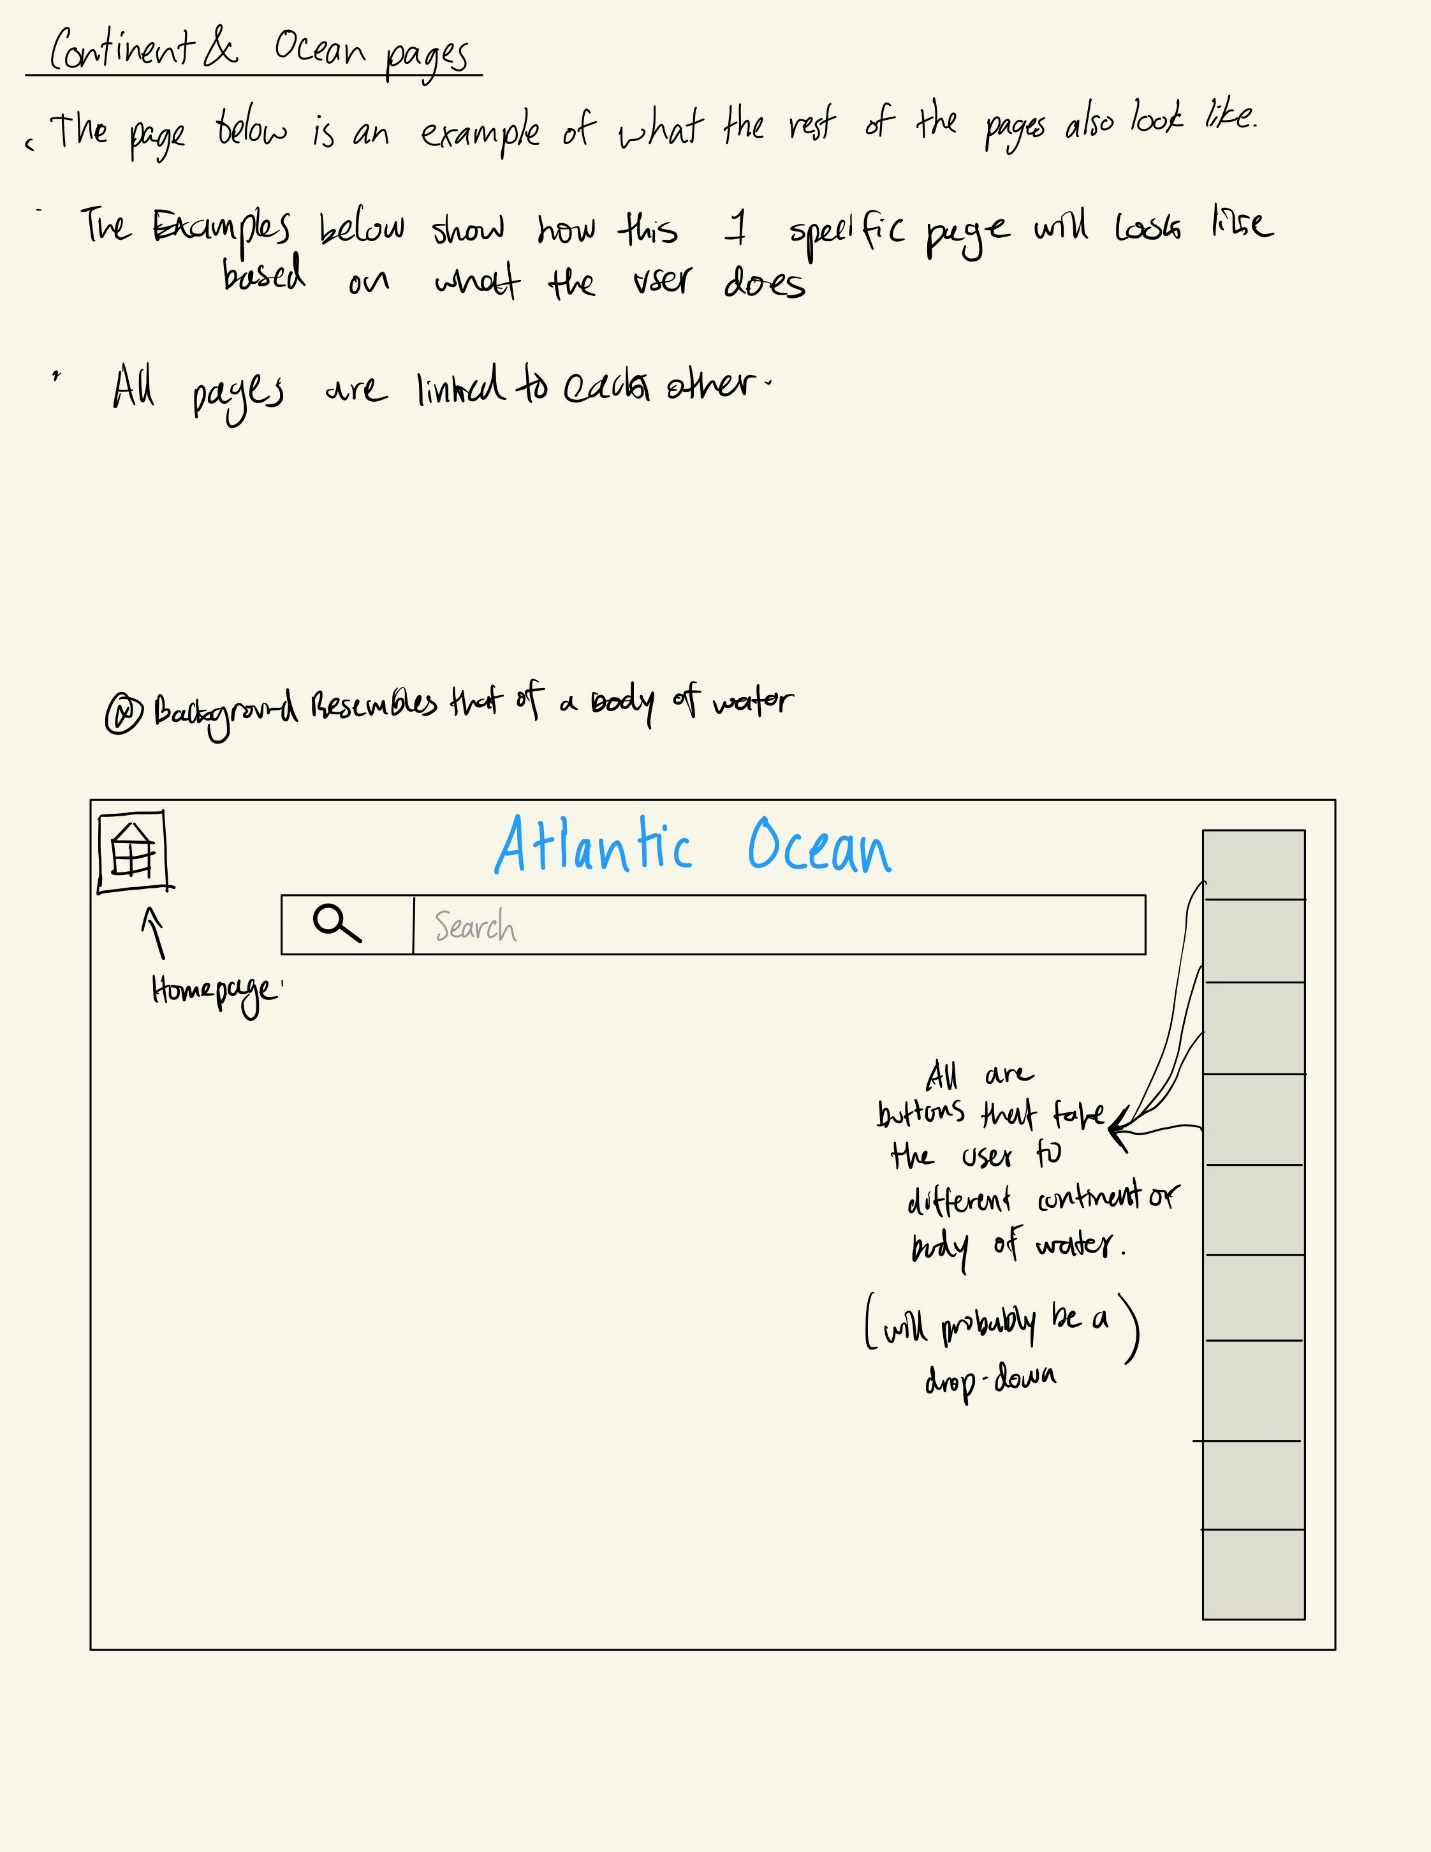 Continent & Ocean pages
The page below is an example of what the rest of the pages also look like.
The Examples below show how this 1 specific page will look like
based on what the user does
All pages are linked to each other.
Background Resembles that of a body of water
Atlantic Ocean
Search
Homepage
All are
buttons that take
the user to
different continent or
body of water.
(will probably be a)
drop-down